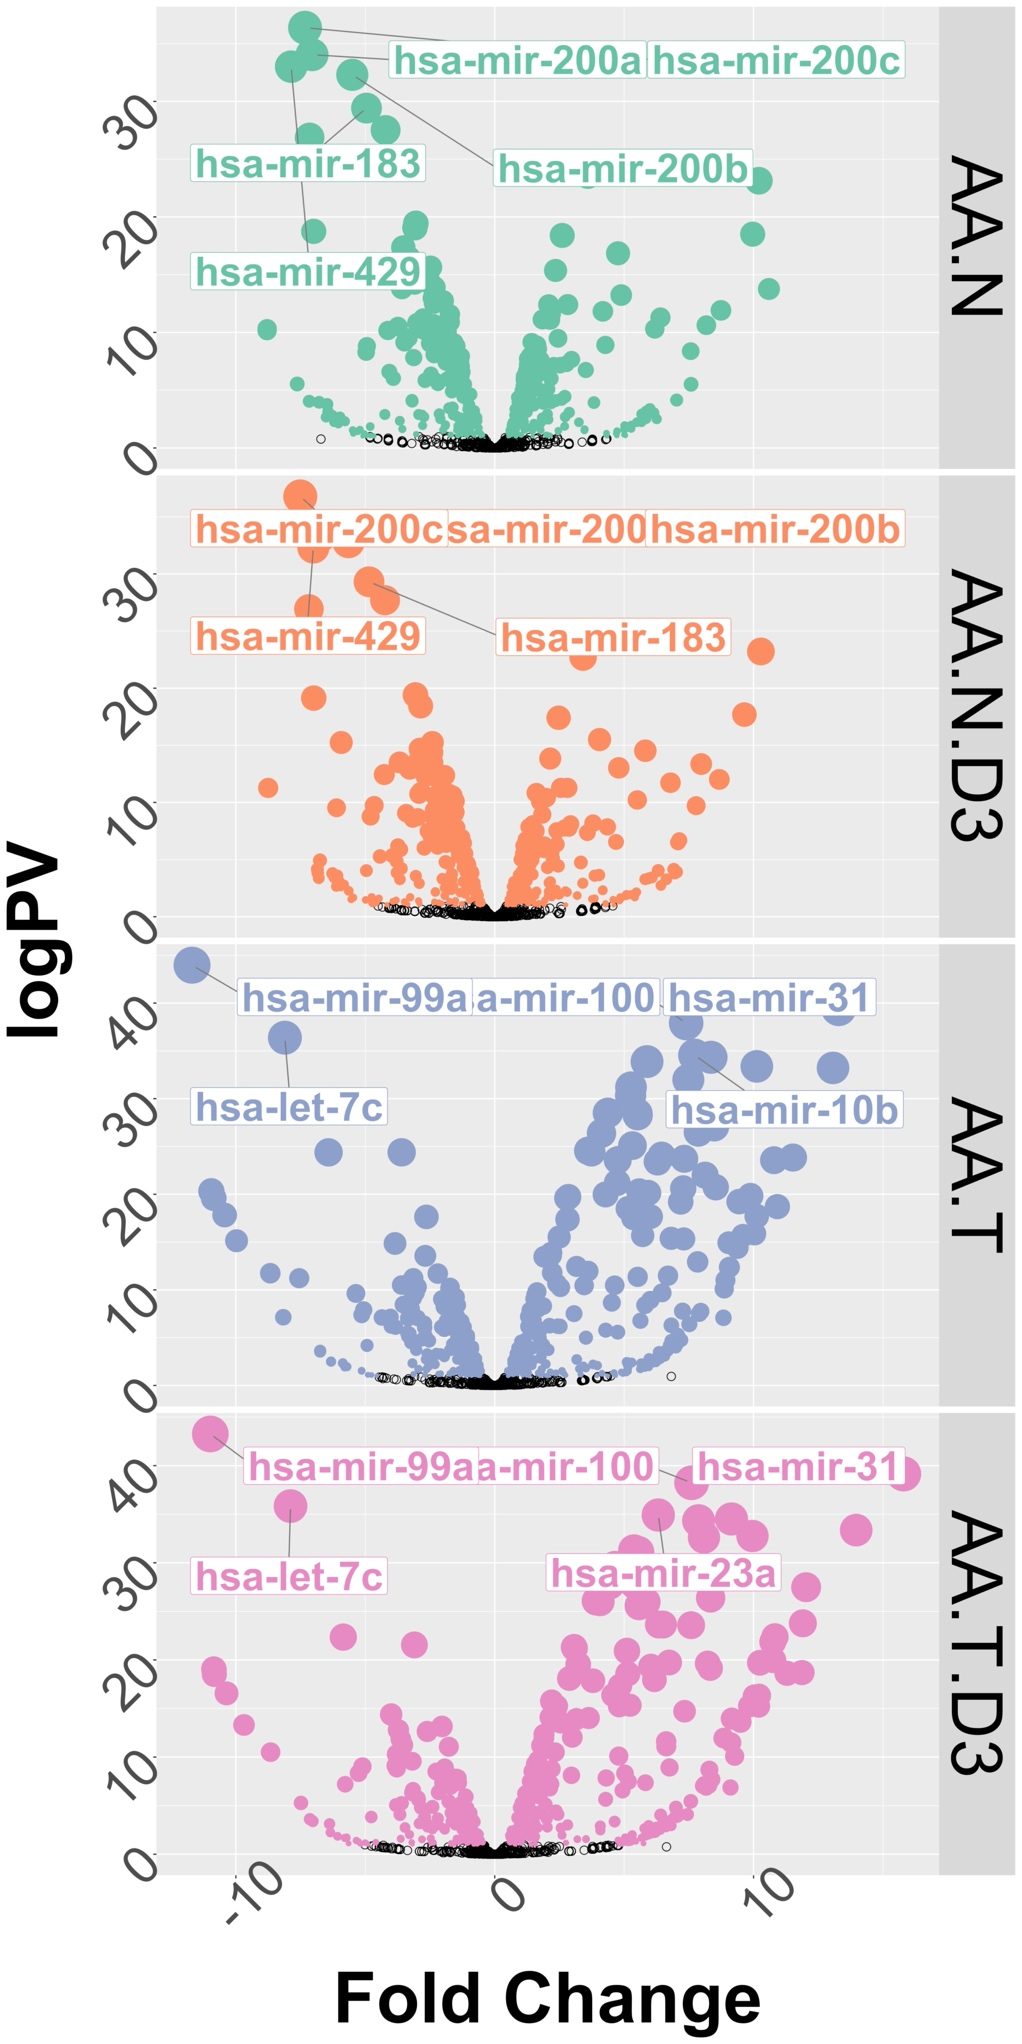 hsa-mir-200a
hsa-mir-200c
30
hsa-mir-183
hsa-mir-200b
20
hsa-mir-429
10
0
AA.N
hsa-mir-200c
sa-mir-200
hsa-mir-200b
30
hsa-mir-429
hsa-mir-183
20
10
0
AA.N.D3
logPV
hsa-mir-99a
a-mir-100
hsa-mir-31
40
hsa-let-7c
hsa-mir-10b
30
20
10
0
AA.T
hsa-mir-99a
a-mir-100
hsa-mir-31
40
hsa-let-7c
hsa-mir-23a
30
20
10
0
AA.T.D3
-10
0
10
Fold Change